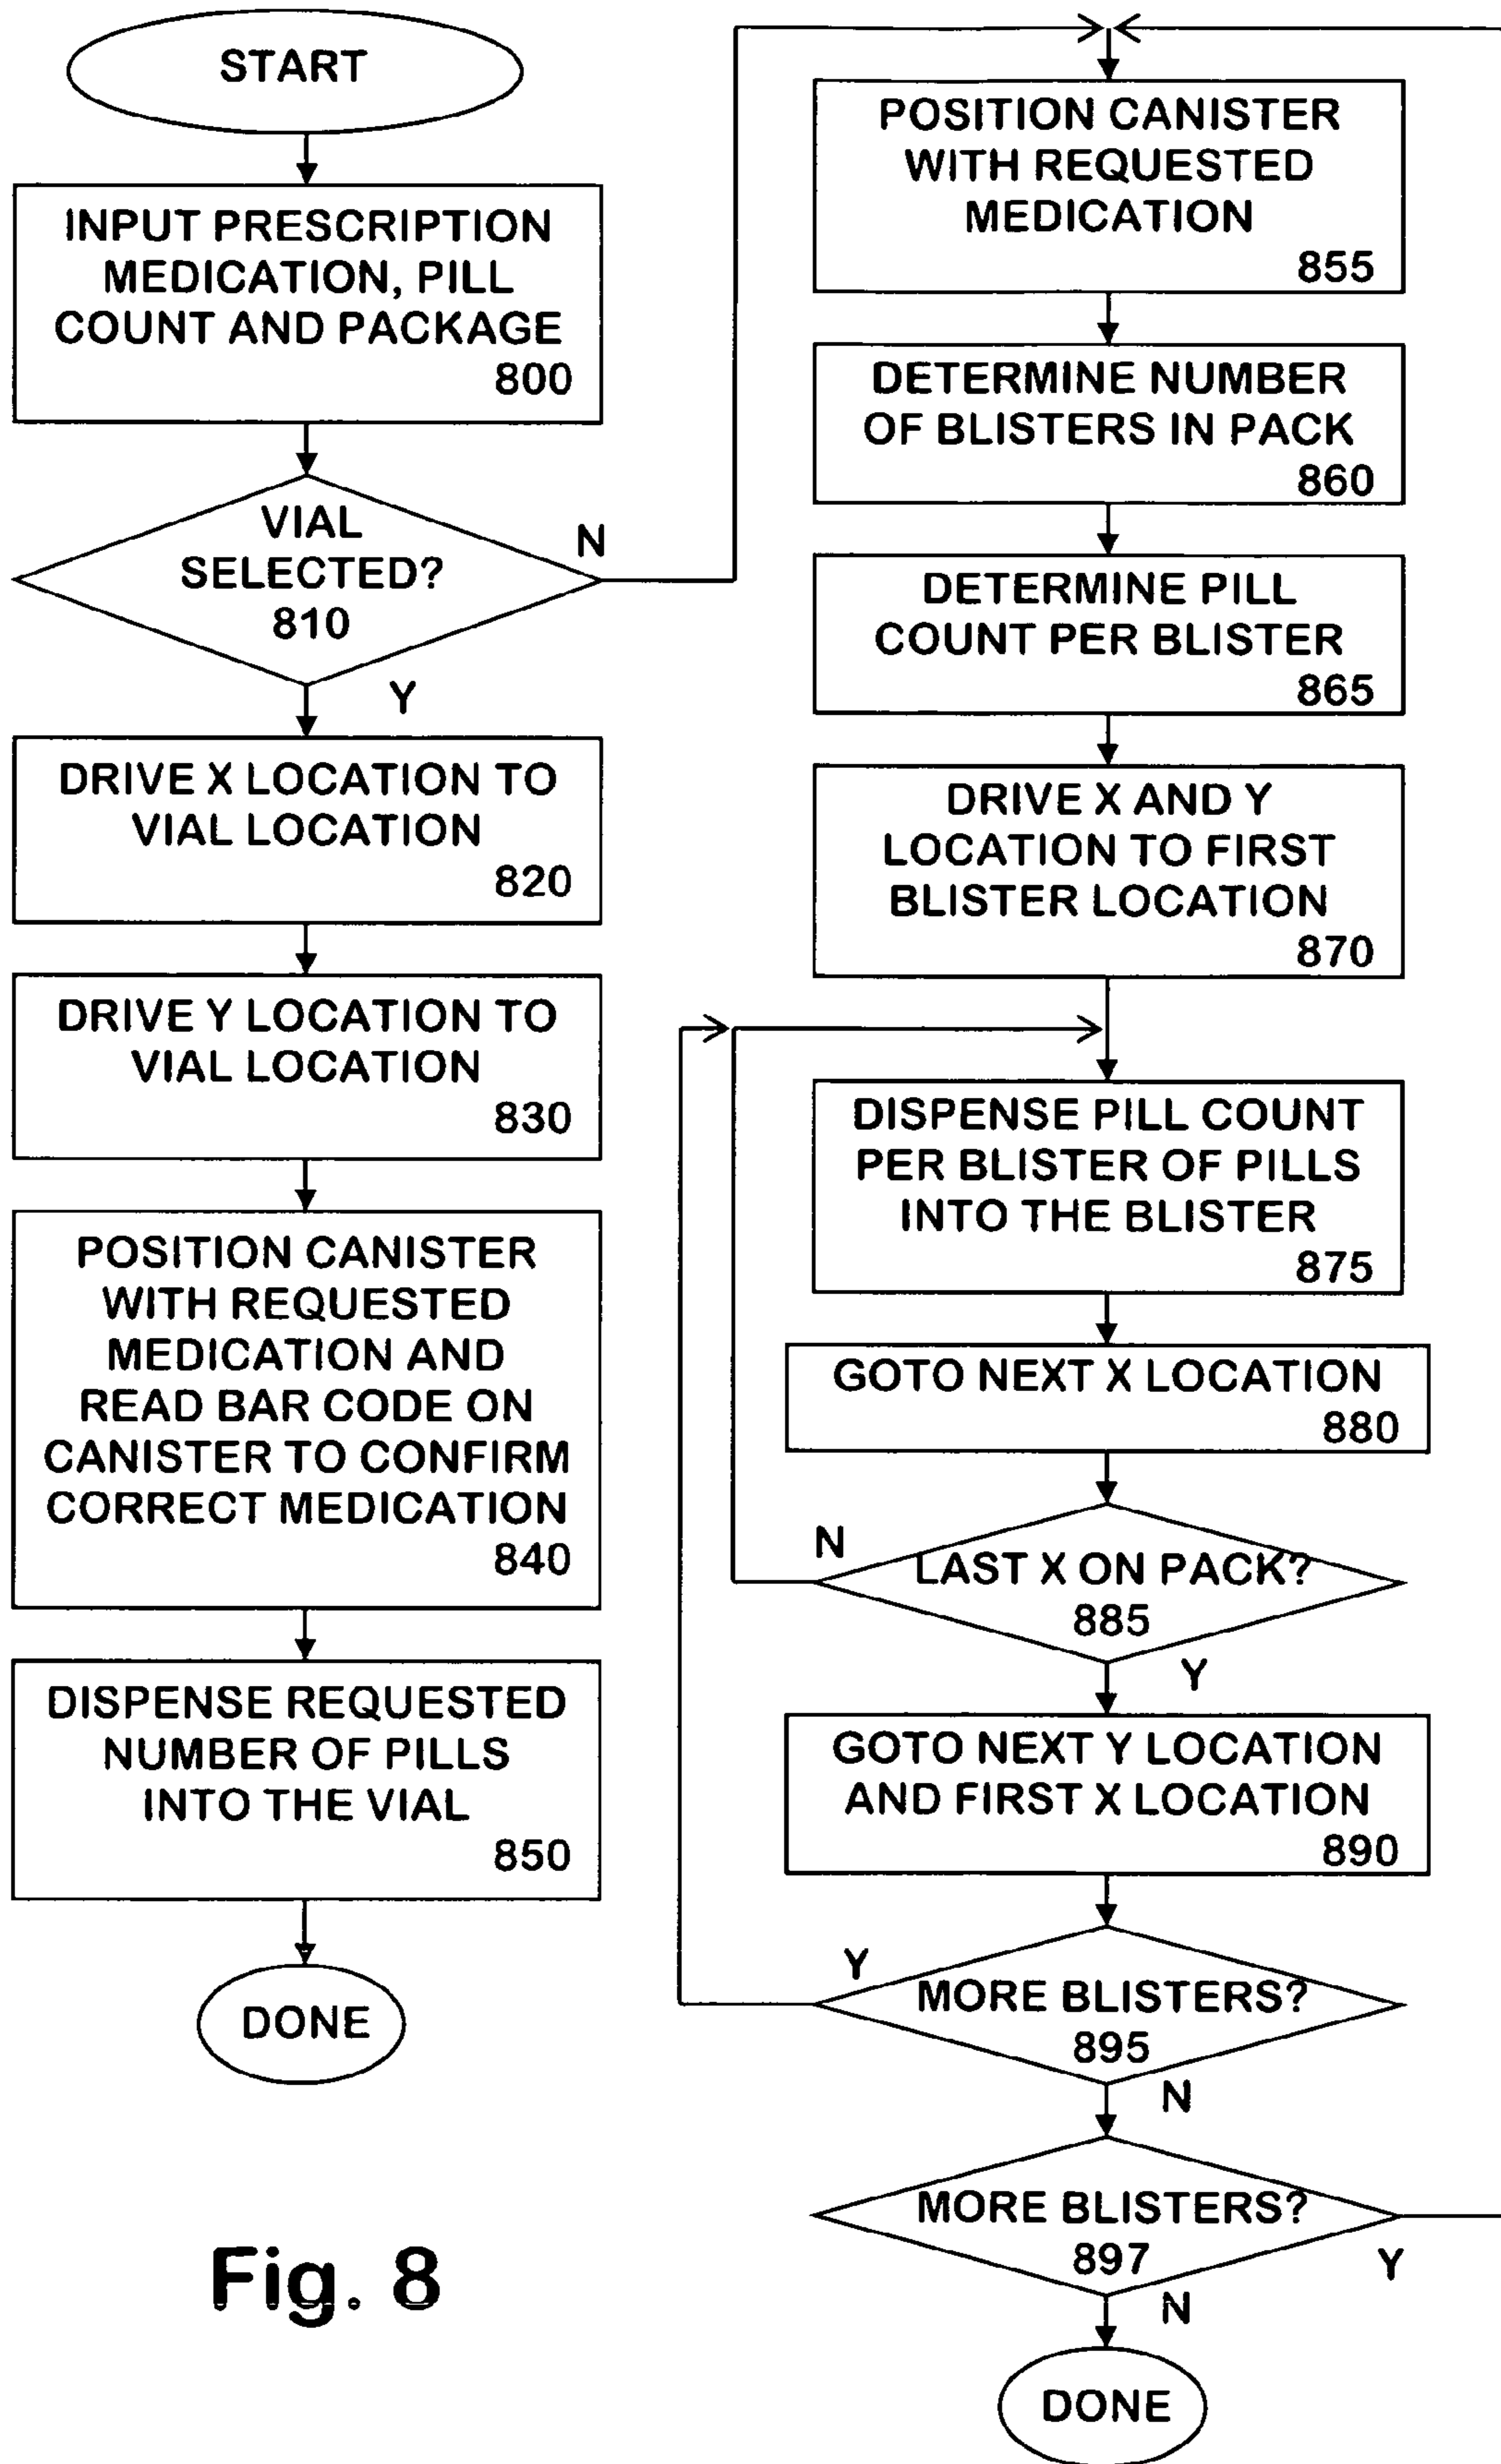 START
INPUT PRESCRIPTION
MEDICATION, PILL
COUNT AND PACKAGE
800
VIAL
SELECTED?
810
N
Y
DRIVE X LOCATION TO
VIAL LOCATION
820
DRIVE Y LOCATION TO
VIAL LOCATION
830
POSITION CANISTER
WITH REQUESTED
MEDICATION AND
READ BAR CODE ON
CANISTER TO CONFIRM
CORRECT MEDICATION
840
DISPENSE REQUESTED
NUMBER OF PILLS
INTO THE VIAL
850
DONE
POSITION CANISTER
WITH REQUESTED
MEDICATION
855
DETERMINE NUMBER
OF BLISTERS IN PACK
860
DETERMINE PILL
COUNT PER BLISTER
865
DRIVE X AND Y
LOCATION TO FIRST
BLISTER LOCATION
870
DISPENSE PILL COUNT
PER BLISTER OF PILLS
INTO THE BLISTER
875
GOTO NEXT X LOCATION
880
N
LAST X ON PACK?
885
Y
GOTO NEXT Y LOCATION
AND FIRST X LOCATION
890
Y
MORE BLISTERS?
895
N
MORE BLISTERS?
897
Y
N
DONE
Fig. 8